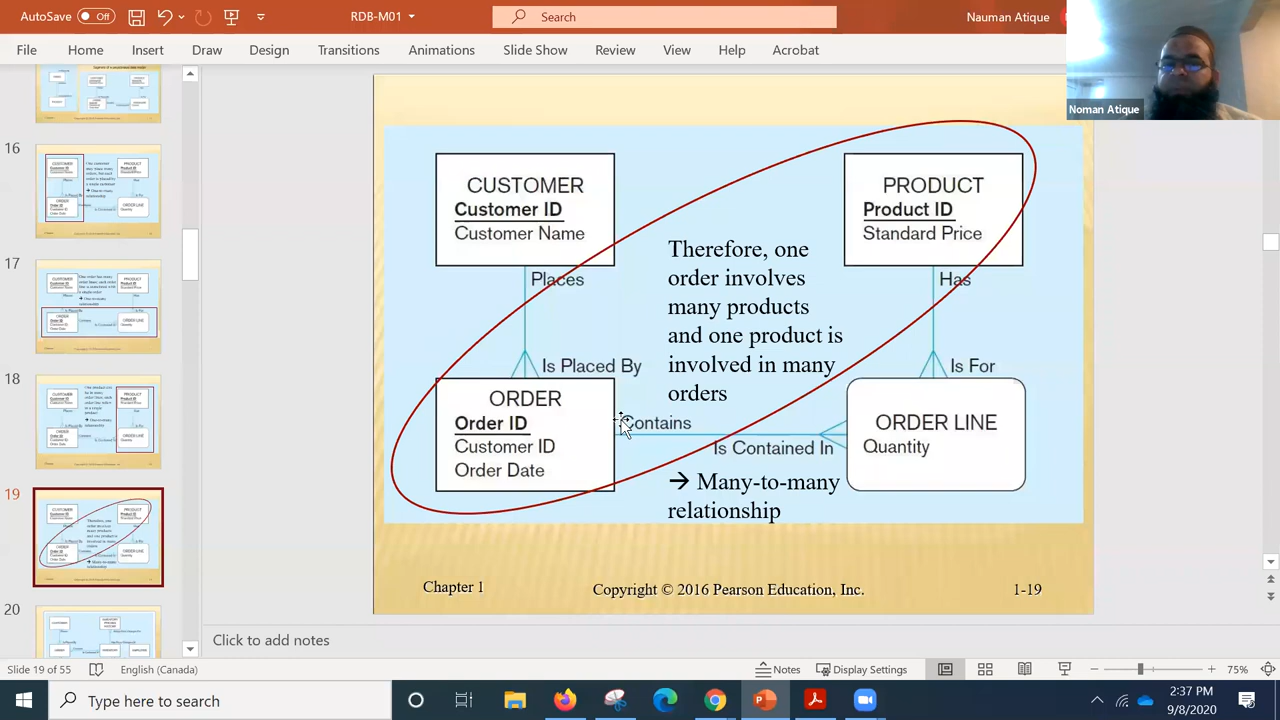 AutoSave Off RDB-M01 Search Nauman Atique
File Home Insert Draw Design Transitions Animations Slide Show Review View Help Acrobat
Noman Atique
16
17
18
19
20
CUSTOMER
Customer ID
Customer Name
PRODUCT
Product ID
Standard Price
Places
Has
Therefore, one
order involves
many products
and one product is
involved in many
orders
Is Placed By
Is For
ORDER
Order ID
Customer ID
Order Date
Contains
Is Contained In
ORDER LINE
Quantity
→ Many-to-many
relationship
Chapter 1 Copyright © 2016 Pearson Education, Inc. 1-19
Click to add notes
Slide 19 of 55 English (Canada) Notes Display Settings 75%
Type here to search
2:37 PM
9/8/2020